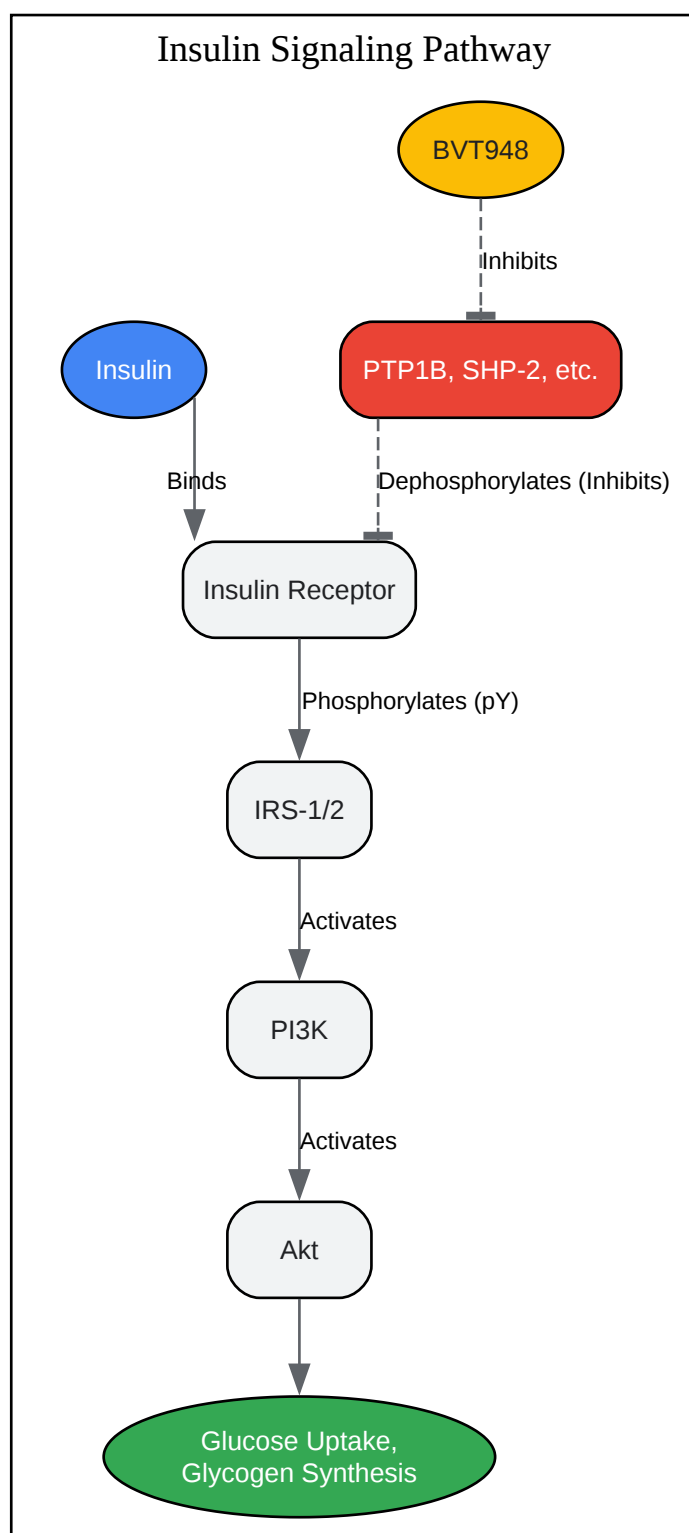 Insulin Signaling Pathway
BVT948
Inhibits
Insulin
PTP1B, SHP-2, etc.
Binds
Dephosphorylates (Inhibits)
Insulin Receptor
Phosphorylates (pY)
IRS-1/2
Activates
PI3K
Activates
Akt
Glucose Uptake,
Glycogen Synthesis